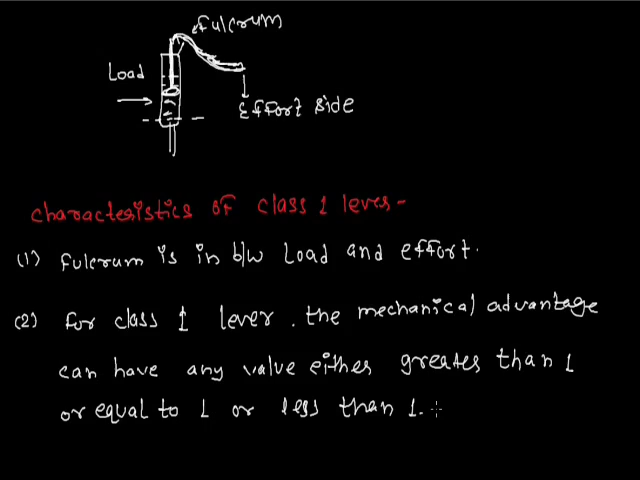 Fulcrum
Load
Effort side
characteristics of class 1 lever -
(1) Fulcrum is in b/w Load and effort.
(2) For class 1 lever, the mechanical advantage
can have any value either greater than 1
or equal to 1 or less than 1.